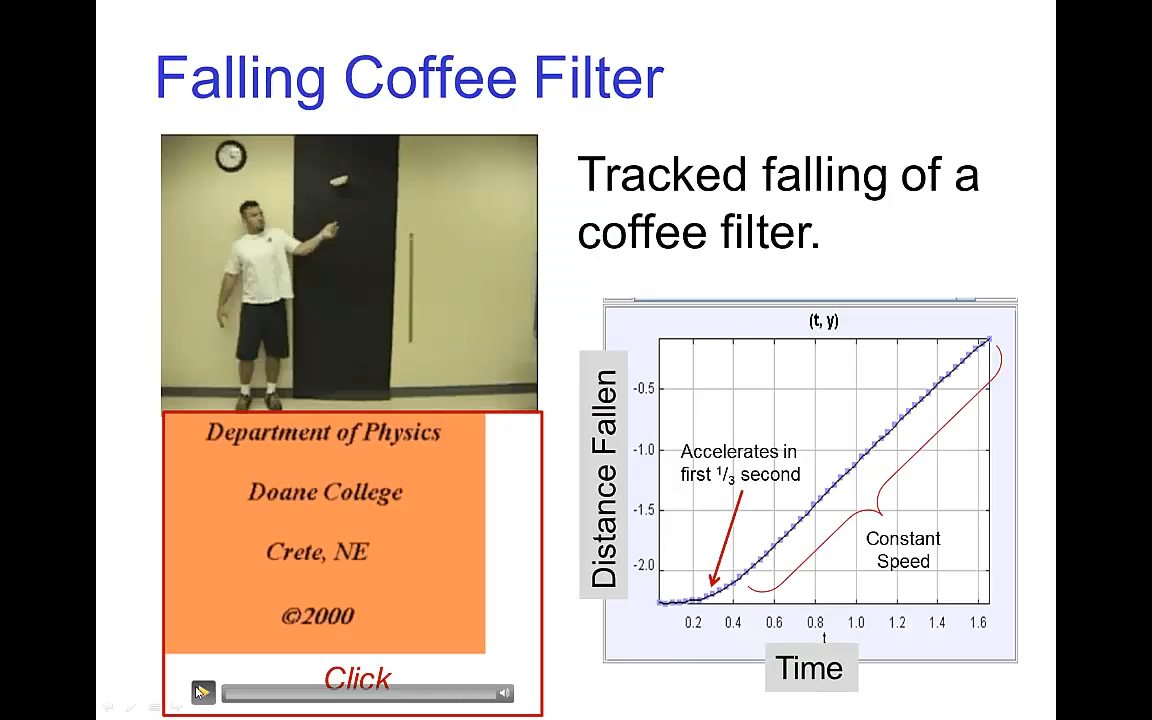 Falling Coffee Filter
Tracked falling of a
coffee filter.
Department of Physics
Doane College
Crete, NE
©2000
Click
(t, y)
Distance Fallen
-0.5
-1.0
-1.5
-2.0
Accelerates in
first 1/3 second
Constant
Speed
0.2 0.4 0.6 0.8 1.0 1.2 1.4 1.6
t
Time